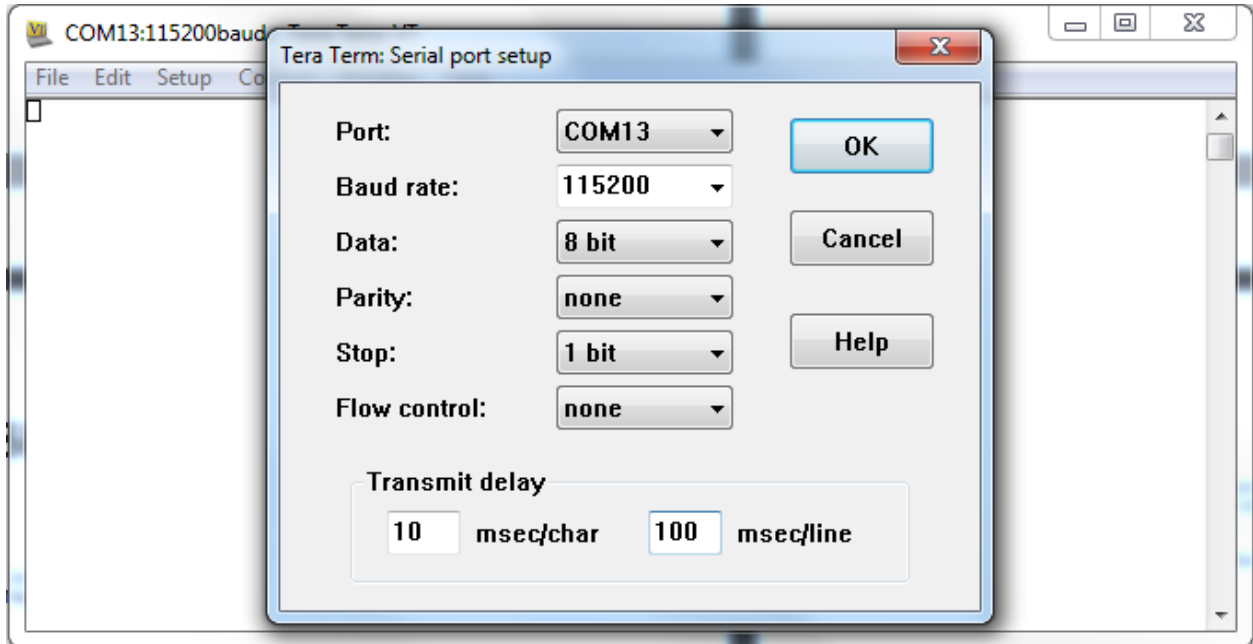 COM13:115200baud
Tera Term: Serial port setup
File Edit Setup Co
Port: COM13
OK
Baud rate: 115200
Data: 8 bit
Cancel
Parity: none
Stop: 1 bit
Help
Flow control: none
Transmit delay
10 msec/char 100 msec/line